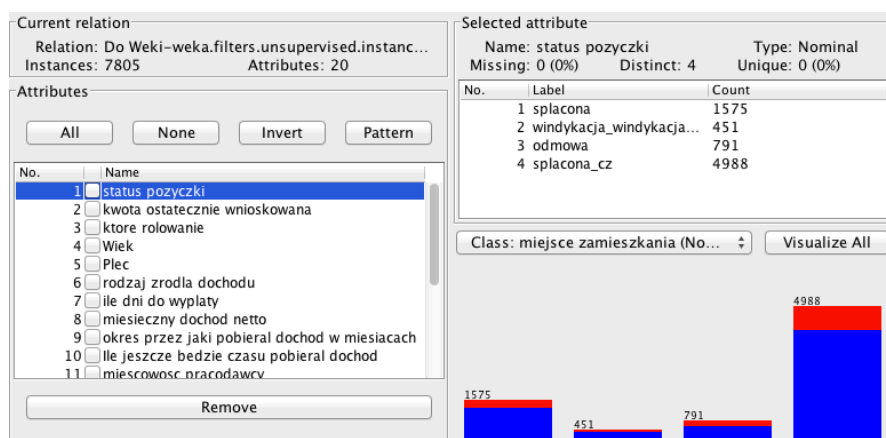 Current relation
Relation: Do Weki-weka.filters.unsupervised.instanc...
Instances: 7805 Attributes: 20
Attributes
All None Invert Pattern
No. Name
1 status pozyczki
2 kwota ostatecznie wnioskowana
3 ktore rolowanie
4 Wiek
5 Plec
6 rodzaj zrodla dochodu
7 ile dni do wyplaty
8 miesieczny dochod netto
9 okres przez jaki pobieral dochod w miesiacach
10 Ile jeszcze bedzie czasu pobieral dochod
11 miescowosc pracodawcy
Remove
Selected attribute
Name: status pozyczki Type: Nominal
Missing: 0 (0%) Distinct: 4 Unique: 0 (0%)
No. Label Count
1 splacona 1575
2 windykacja_windykacja... 451
3 odmowa 791
4 splacona_cz 4988
Class: miejsce zamieszkania (No... Visualize All
4988
1575
791
451